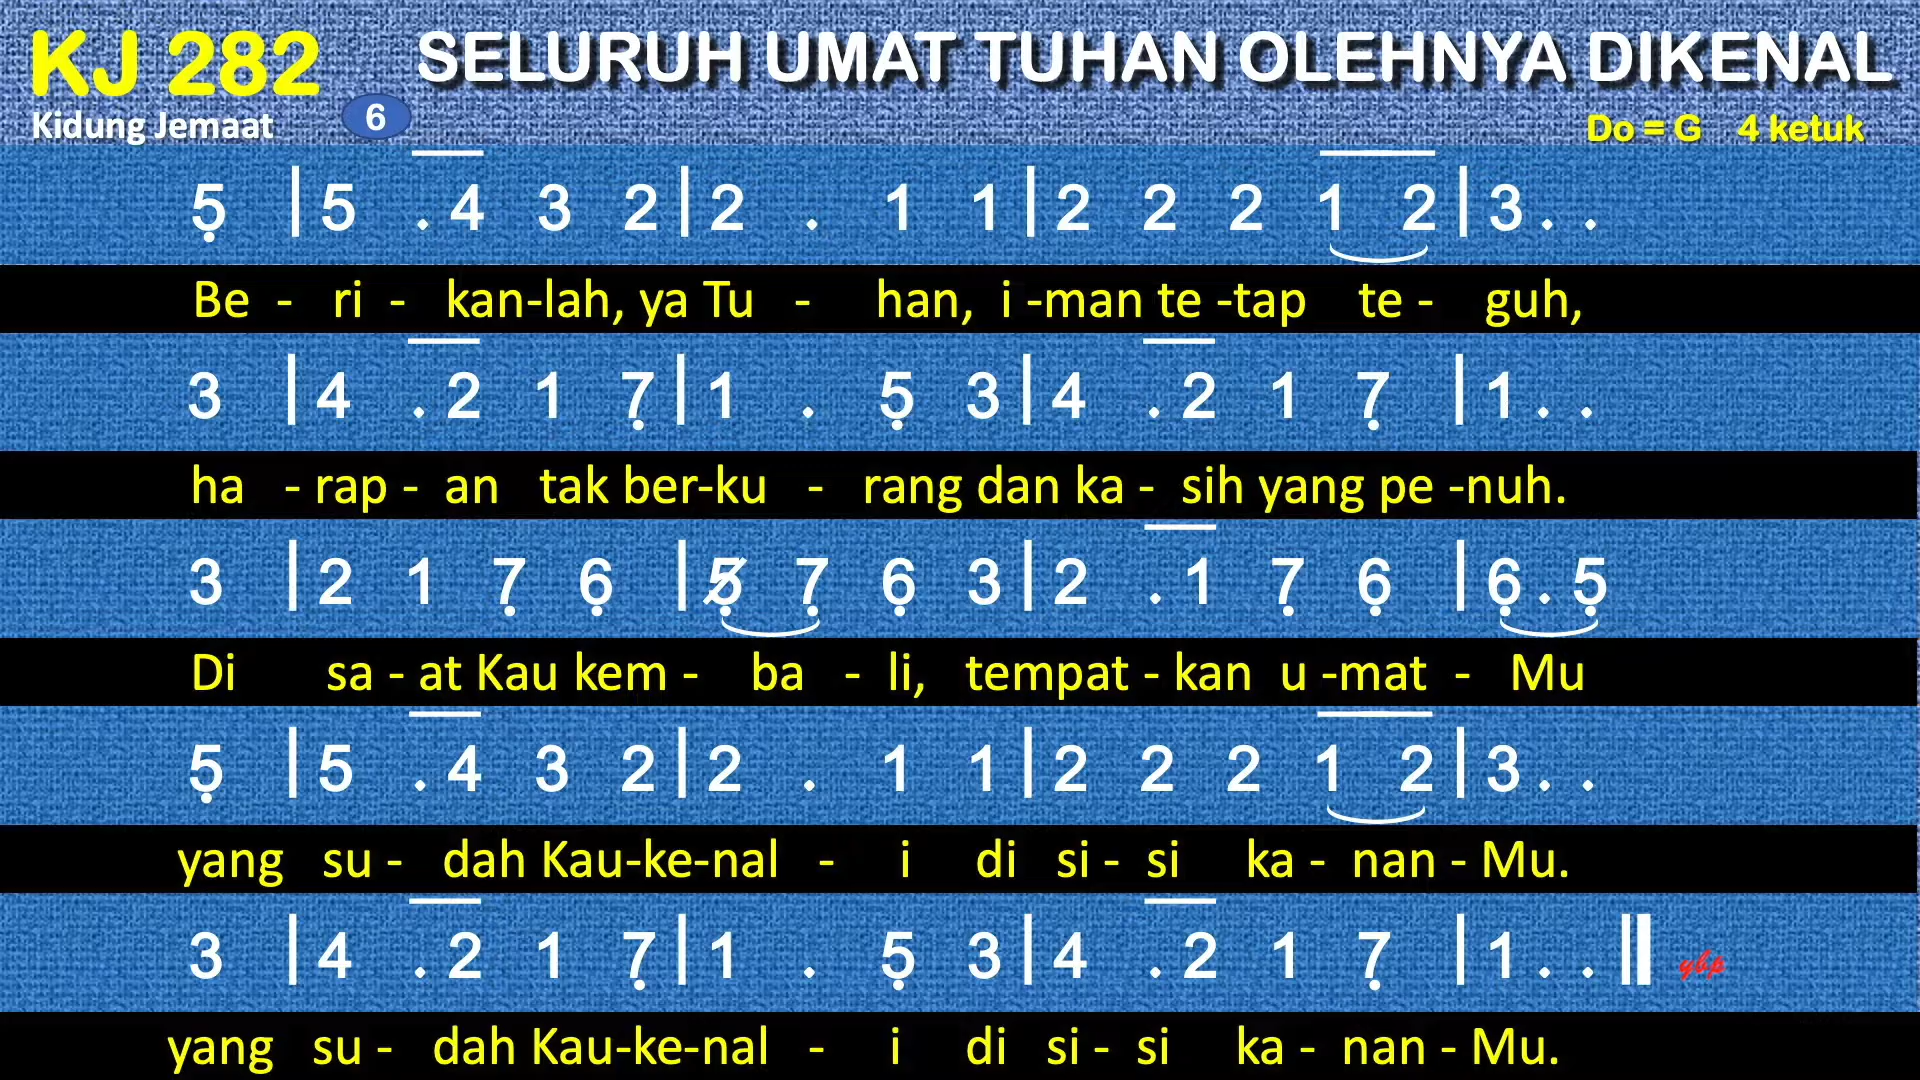 KJ 282 SELURUH UMAT TUHAN OLEHNYA DIKENAL
Kidung Jemaat 6 Do = G 4 ketuk
5̣ | 5 . 4 3 2 | 2 . 1 1 | 2 2 2 1 2 | 3 . .
Be - ri - kan-lah, ya Tu - han, i -man te -tap te - guh,
3 | 4 . 2 1 7̣ | 1 . 5̣ 3 | 4 . 2 1 7̣ | 1 . .
ha - rap - an tak ber-ku - rang dan ka - sih yang pe -nuh.
3 | 2 1 7̣ 6̣ | 5̸̣ 7̣ 6̣ 3 | 2 . 1 7̣ 6̣ | 6̣ . 5̣
Di sa - at Kau kem - ba - li, tempat - kan u -mat - Mu
5̣ | 5 . 4 3 2 | 2 . 1 1 | 2 2 2 1 2 | 3 . .
yang su - dah Kau-ke-nal - i di si - si ka - nan - Mu.
3 | 4 . 2 1 7̣ | 1 . 5̣ 3 | 4 . 2 1 7̣ | 1 . . || ybp
yang su - dah Kau-ke-nal - i di si - si ka - nan - Mu.